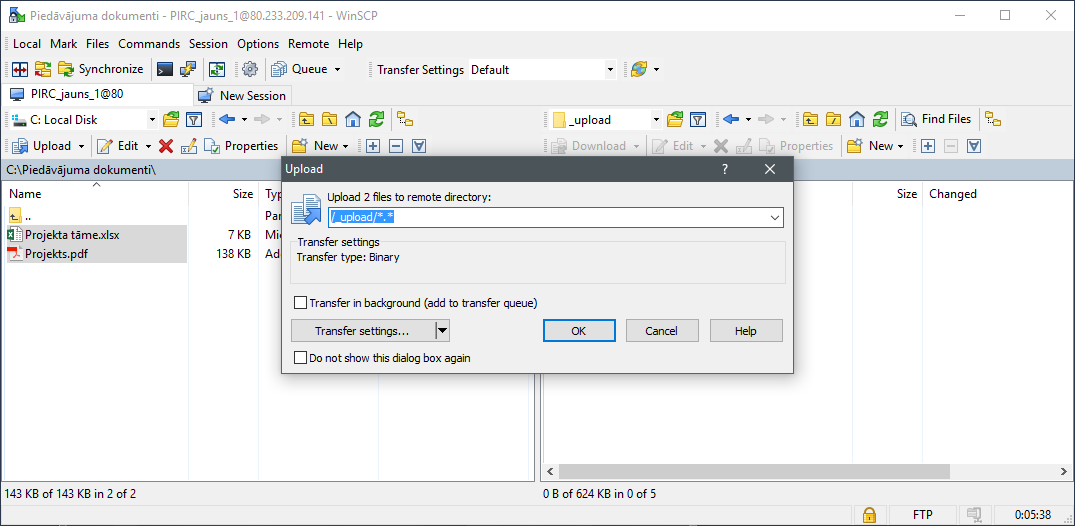 Piedāvājuma dokumenti - PIRC_jauns_1@80.233.209.141 - WinSCP
Local Mark Files Commands Session Options Remote Help
Synchronize Queue Transfer Settings Default
PIRC_jauns_1@80 New Session
C: Local Disk _upload Find Files
Upload Edit Properties New Download Edit Properties New
C:\Piedāvājuma dokumenti\
Name Size Size Changed
..
Projekta tāme.xlsx 7 KB
Projekts.pdf 138 KB
Upload ?
Upload 2 files to remote directory:
/_upload/*.*
Transfer settings
Transfer type: Binary
Transfer in background (add to transfer queue)
Transfer settings... OK Cancel Help
Do not show this dialog box again
143 KB of 143 KB in 2 of 2 0 B of 624 KB in 0 of 5
FTP 0:05:38